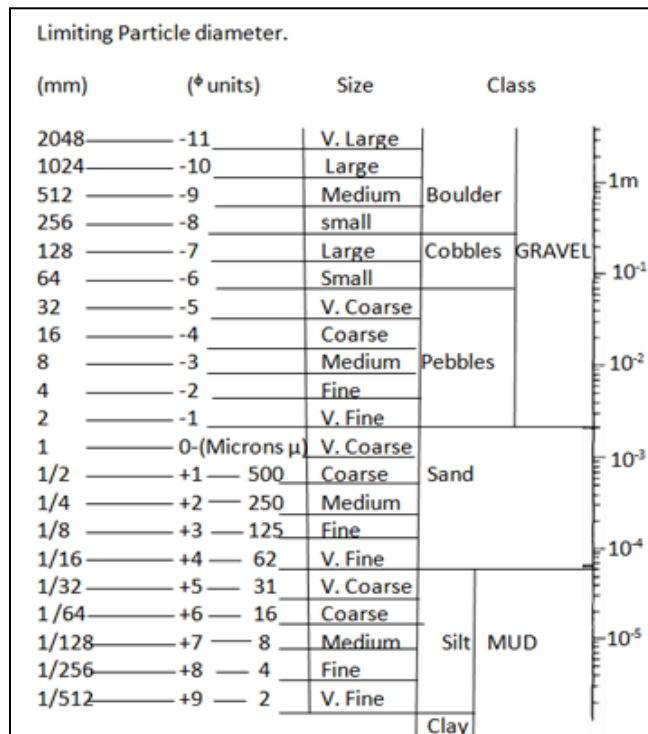 Limiting Particle diameter.
(mm) (ϕ units) Size Class
2048 -11 V. Large
1024 -10 Large
1m
512 -9 Medium Boulder
256 -8 small
128 -7 Large Cobbles GRAVEL
64 -6 Small 10-1
32 -5 V. Coarse
16 -4 Coarse
8 -3 Medium Pebbles 10-2
4 -2 Fine
2 -1 V. Fine
1 0-(Microns μ) V. Coarse
10-3
1/2 +1 500 Coarse Sand
1/4 +2 250 Medium
1/8 +3 125 Fine
10-4
1/16 +4 62 V. Fine
1/32 +5 31 V. Coarse
1 /64 +6 16 Coarse
1/128 +7 8 Medium Silt MUD 10-5
1/256 +8 4 Fine
1/512 +9 2 V. Fine
Clay